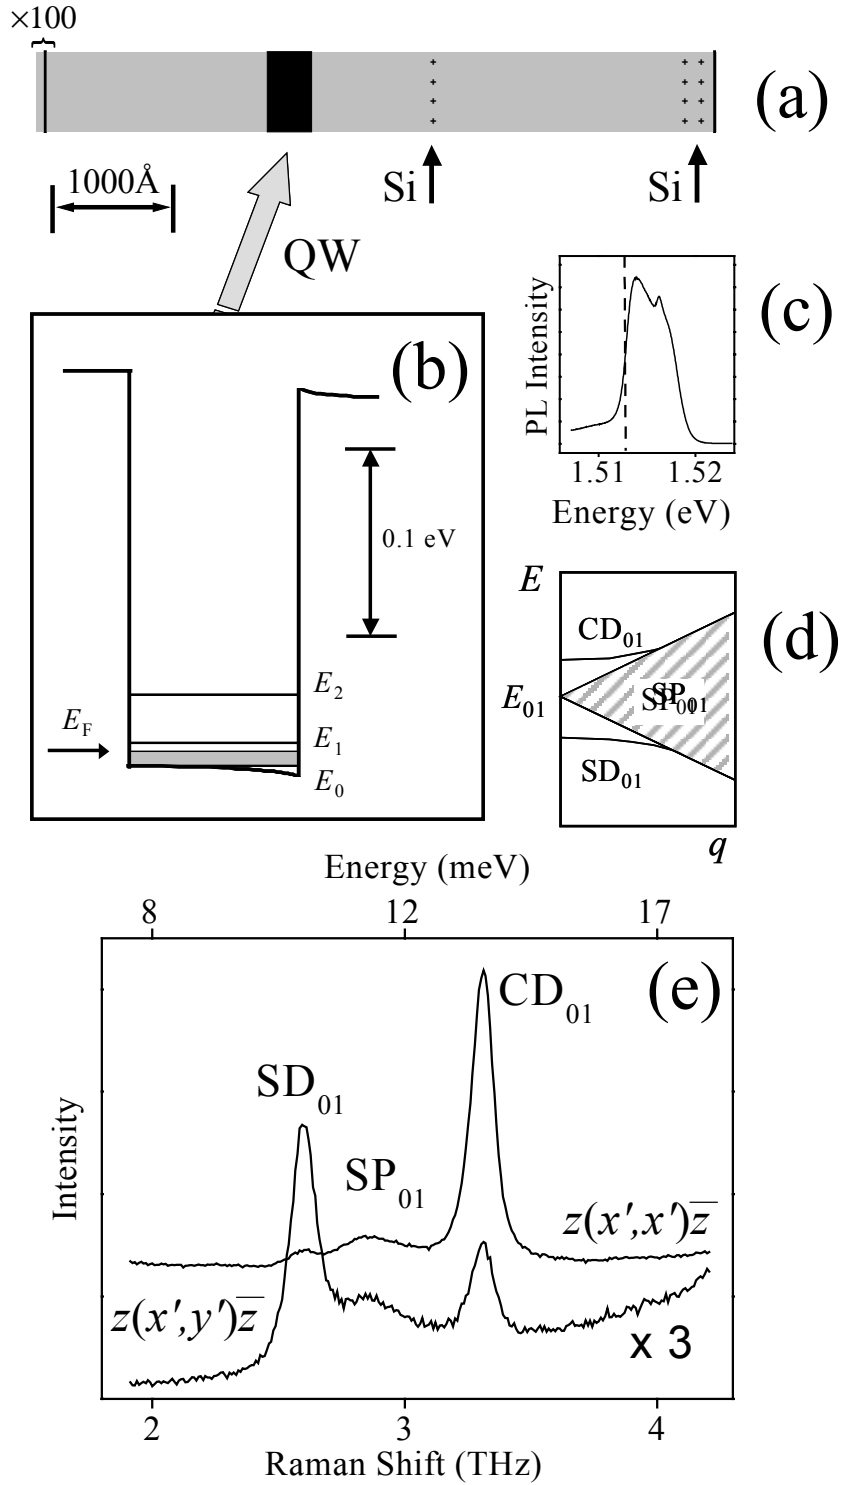 ×100
(a)
1000Å
Si
Si
QW
(b)
0.1 eV
E₂
E_F
E₁
E₀
(c)
PL Intensity
1.51 1.52
Energy (eV)
(d)
E
CD₀₁
E₀₁
SP₀₁
SD₀₁
q
Energy (meV)
8 12 17
(e)
CD₀₁
SD₀₁
SP₀₁
Intensity
z(x′,x′)z̅
z(x′,y′)z̅
x 3
2 3 4
Raman Shift (THz)